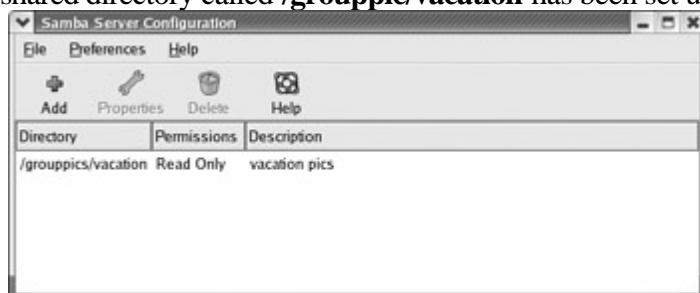 shared directory called /grouppic/vacation has been set u
Samba Server Configuration
File Preferences Help
Add Properties Delete Help
Directory Permissions Description
/grouppics/vacation Read Only vacation pics